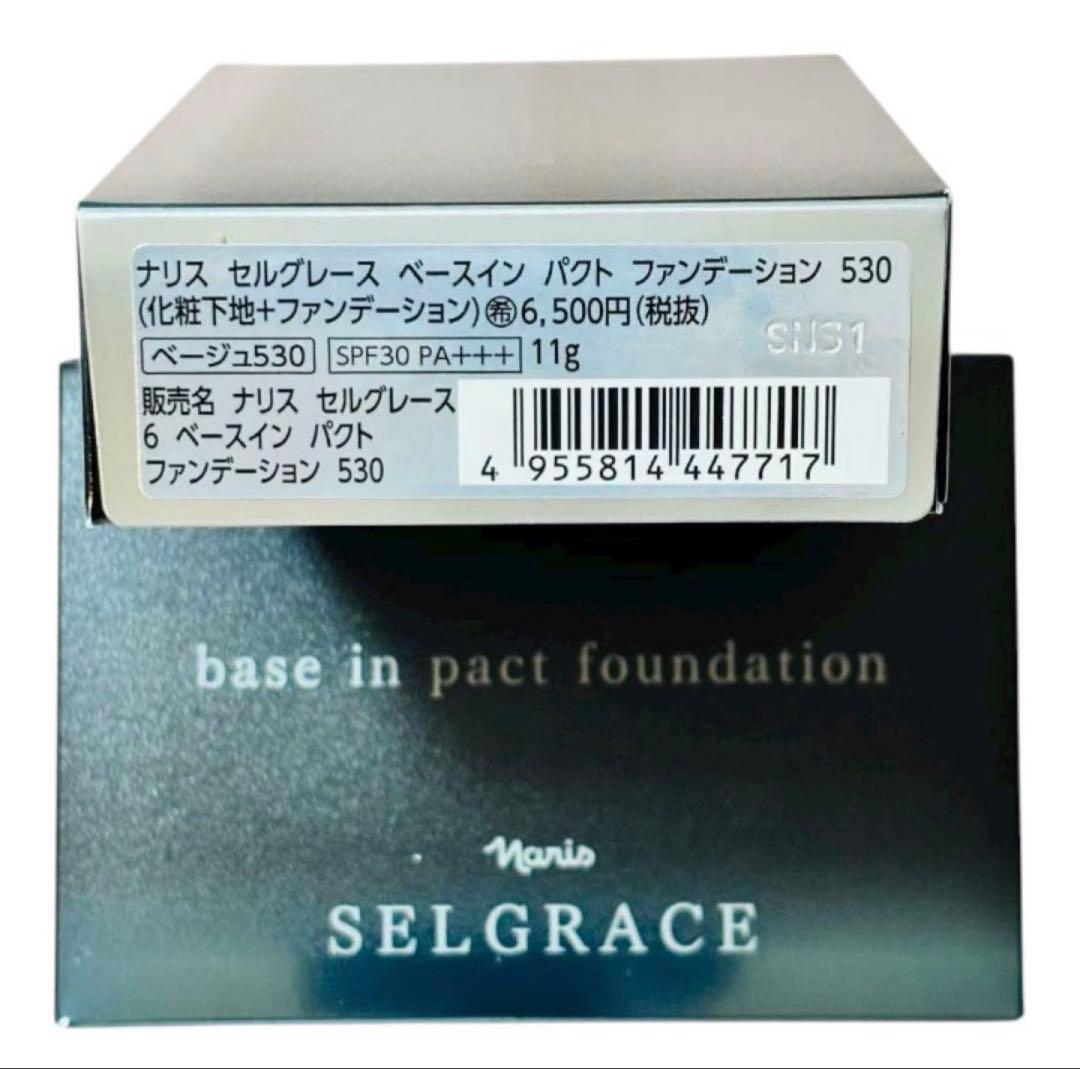 ナリス セルグレース ベースイン パクト ファンデーション 530
(化粧下地+ファンデーション)㊝6,500円(税抜)
ベージュ530 SPF30 PA+++ 11g
SNS1
販売名 ナリス セルグレース
6 ベースイン パクト
ファンデーション 530
4 955814 447717
base in pact foundation
Naris
SELGRACE